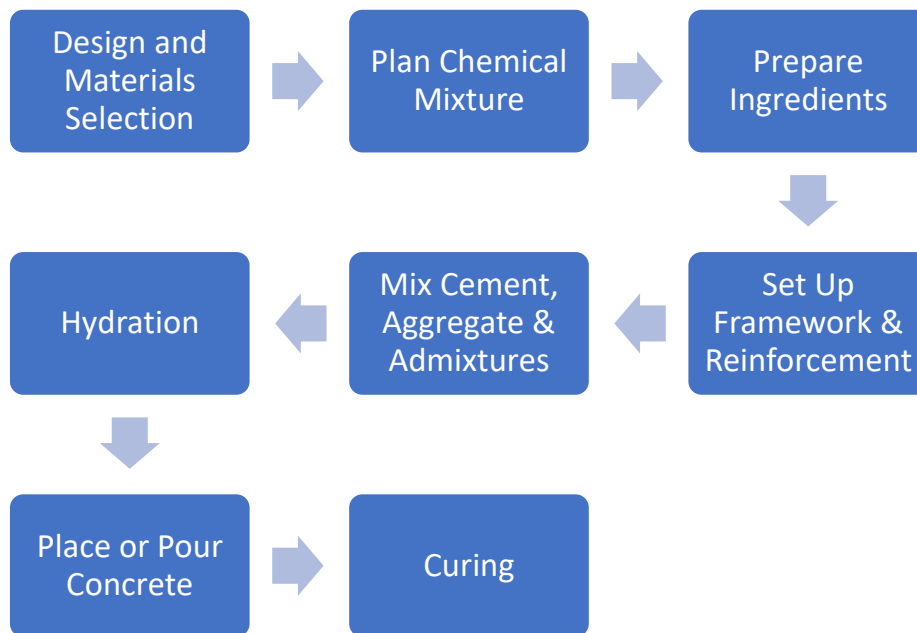 Design and
Materials
Selection
Plan Chemical
Mixture
Prepare
Ingredients
Set Up
Framework &
Reinforcement
Mix Cement,
Aggregate &
Admixtures
Hydration
Place or Pour
Concrete
Curing